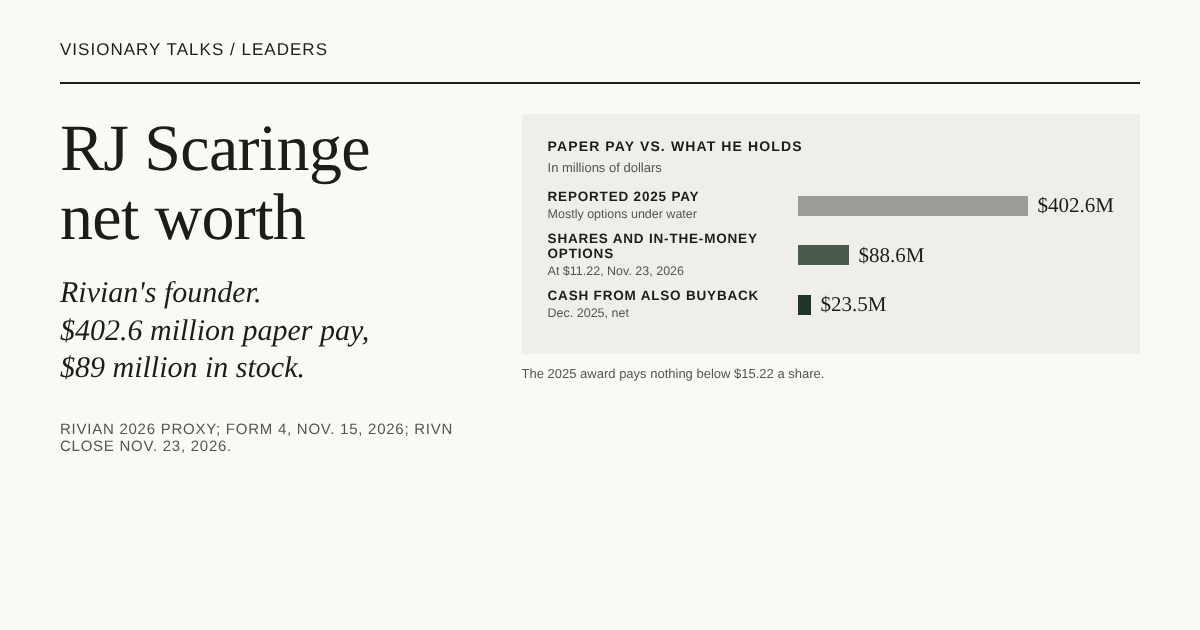 VISIONARY TALKS / LEADERS
RJ Scaringe
net worth
Rivian's founder.
$402.6 million paper pay,
$89 million in stock.
RIVIAN 2026 PROXY; FORM 4, NOV. 15, 2026; RIVN
CLOSE NOV. 23, 2026.
PAPER PAY VS. WHAT HE HOLDS
In millions of dollars
REPORTED 2025 PAY
Mostly options under water
$402.6M
SHARES AND IN-THE-MONEY
OPTIONS
At $11.22, Nov. 23, 2026
$88.6M
CASH FROM ALSO BUYBACK
Dec. 2025, net
$23.5M
The 2025 award pays nothing below $15.22 a share.